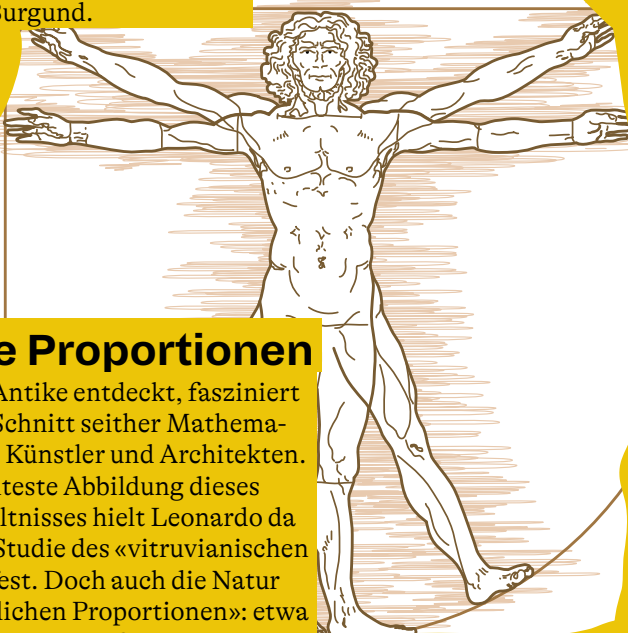 Burgund.
e Proportionen
Antike entdeckt, fasziniert
Schnitt seither Mathema-
Künstler und Architekten.
teste Abbildung dieses
ltnisses hielt Leonardo da
Studie des «vitruvianischen
est. Doch auch die Natur
lichen Proportionen»: etwa